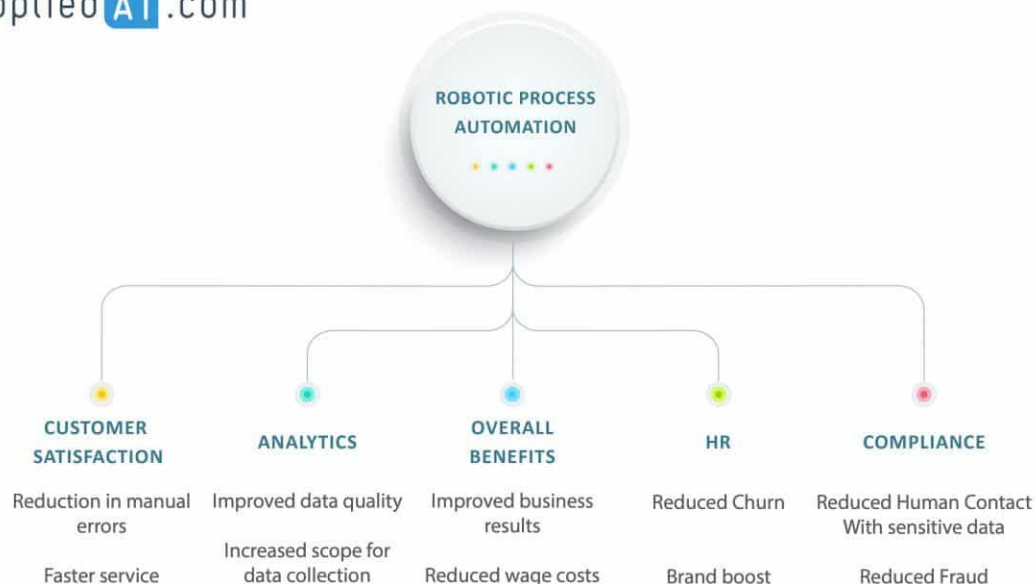 AI .com
ROBOTIC PROCESS
AUTOMATION
CUSTOMER
SATISFACTION
Reduction in manual
errors
Faster service
ANALYTICS
Improved data quality
Increased scope for
data collection
OVERALL
BENEFITS
Improved business
results
Reduced wage costs
HR
Reduced Churn
Brand boost
COMPLIANCE
Reduced Human Contact
With sensitive data
Reduced Fraud